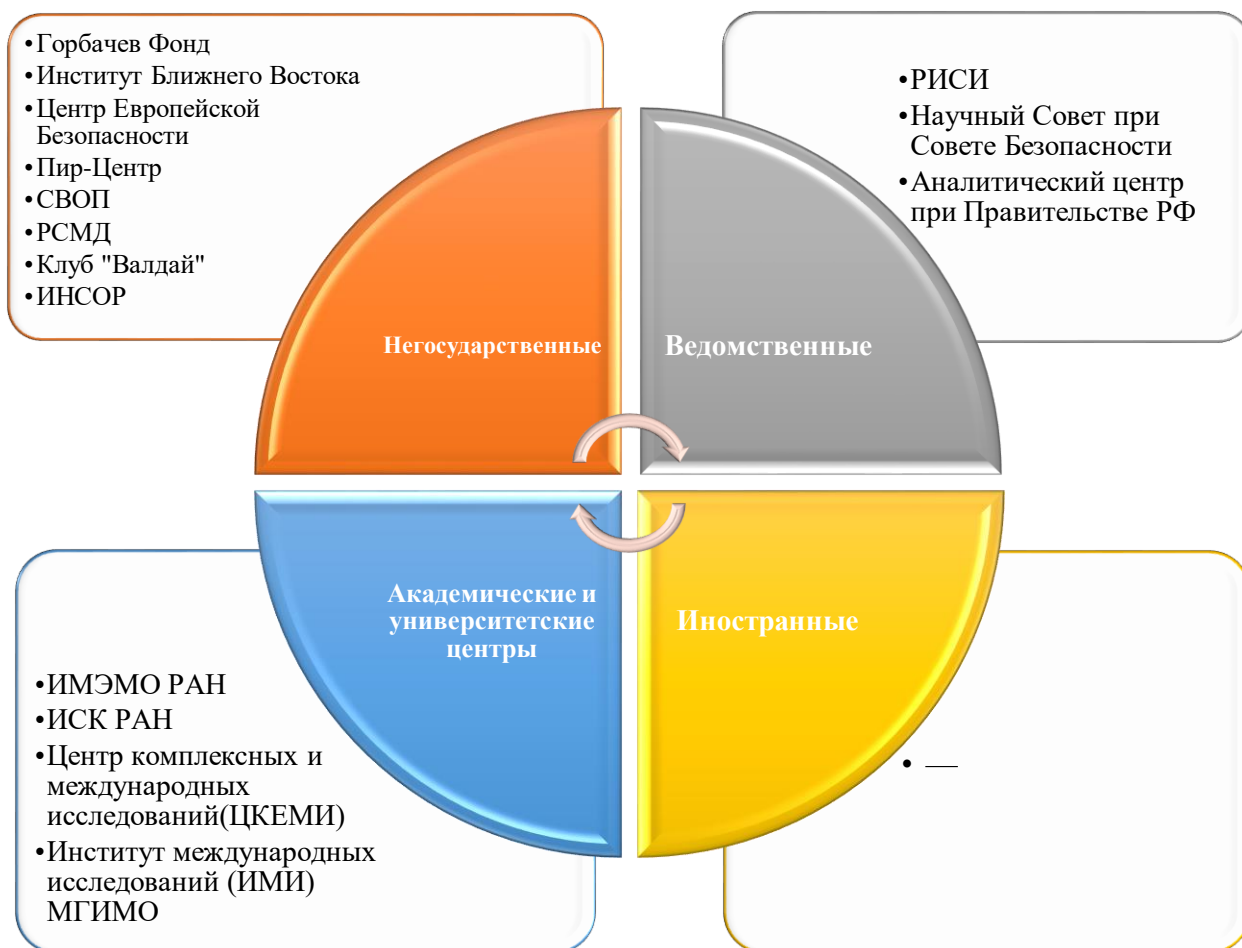 •Горбачев Фонд
•Институт Ближнего Востока
•Центр Европейской
Безопасности
•Пир-Центр
•СВОП
•РСМД
•Клуб "Валдай"
•ИНСОР
•РИСИ
•Научный Совет при
Совете Безопасности
•Аналитический центр
при Правительстве РФ
Негосударственные
Ведомственные
Академические и
университетские
центры
Иностранные
•ИМЭМО РАН
•ИСК РАН
•Центр комплексных и
международных
исследований(ЦКЕМИ)
•Институт международных
исследований (ИМИ)
МГИМО
• —